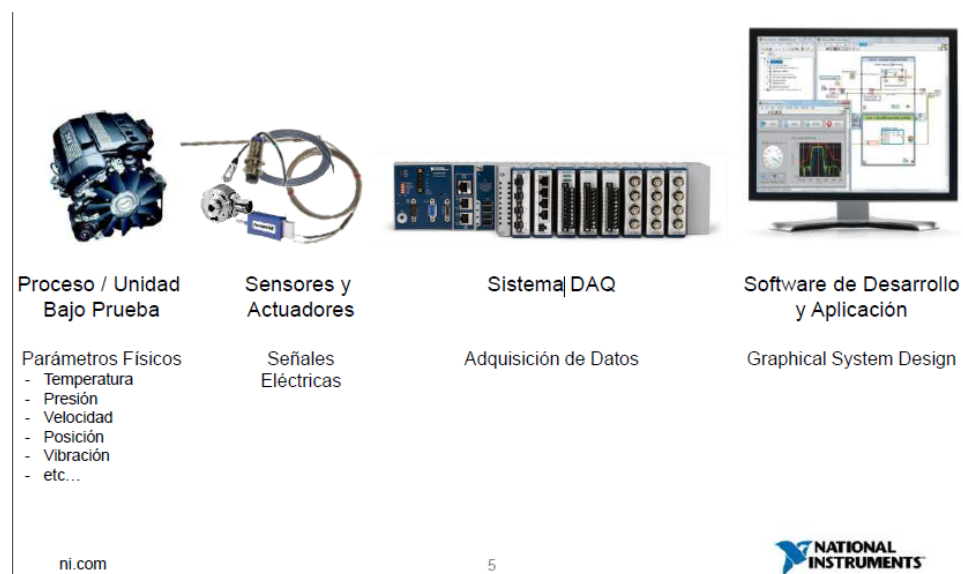 Proceso / Unidad
Bajo Prueba
Parámetros Físicos
- Temperatura
- Presión
- Velocidad
- Posición
- Vibración
- etc…
Sensores y
Actuadores
Señales
Eléctricas
Sistema DAQ
Adquisición de Datos
Software de Desarrollo
y Aplicación
Graphical System Design
ni.com
5
NATIONAL
INSTRUMENTS